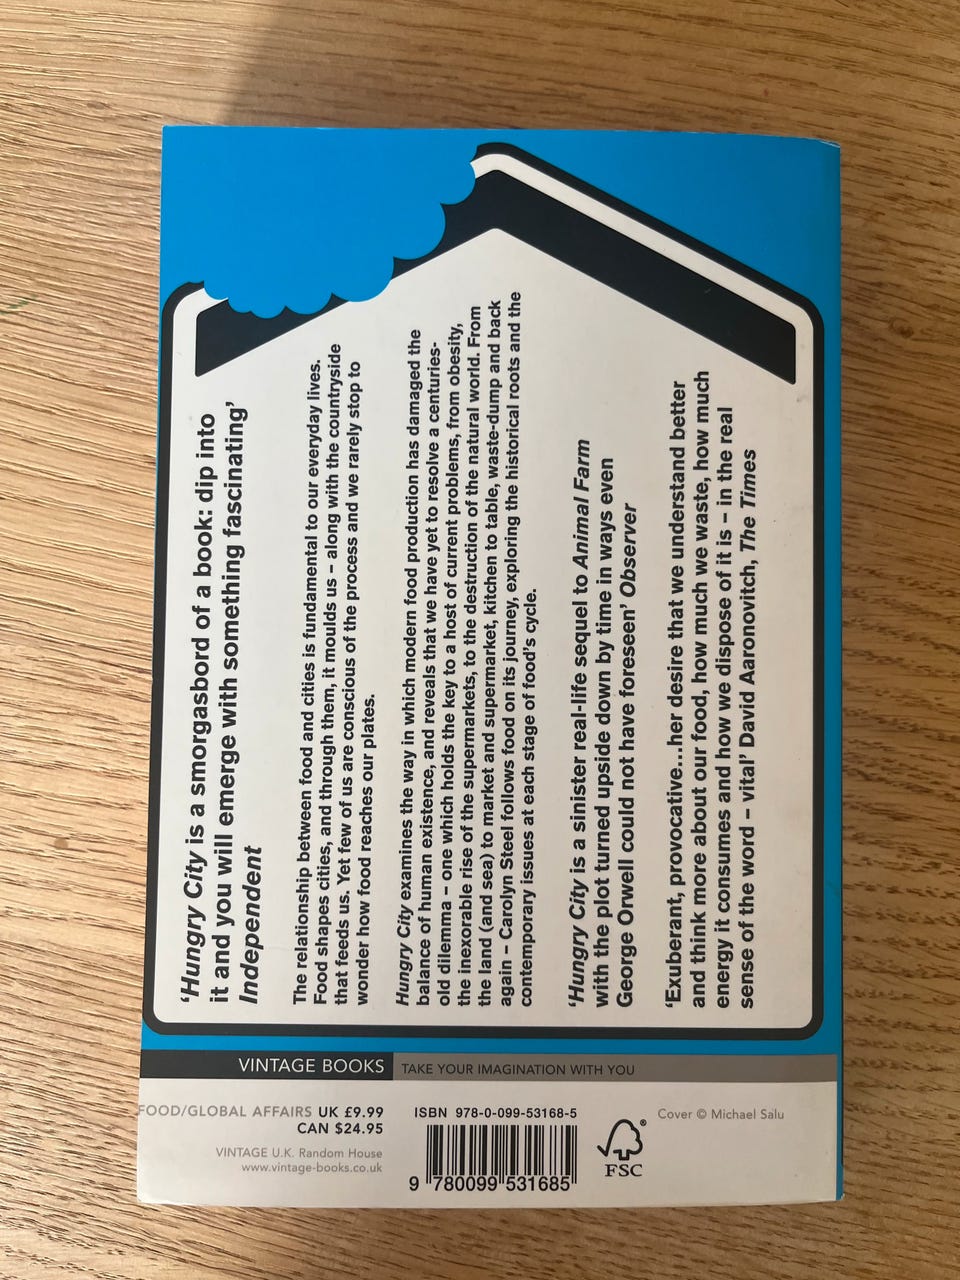 ‘Hungry City is a smorgasbord of a book: dip into
it and you will emerge with something fascinating’
Independent
The relationship between food and cities is fundamental to our everyday lives.
Food shapes cities, and through them, it moulds us – along with the countryside
that feeds us. Yet few of us are conscious of the process and we rarely stop to
wonder how food reaches our plates.
Hungry City examines the way in which modern food production has damaged the
balance of human existence, and reveals that we have yet to resolve a centuries-
old dilemma – one which holds the key to a host of current problems, from obesity,
the inexorable rise of the supermarkets, to the destruction of the natural world. From
the land (and sea) to market and supermarket, kitchen to table, waste-dump and back
again – Carolyn Steel follows food on its journey, exploring the historical roots and the
contemporary issues at each stage of food’s cycle.
‘Hungry City is a sinister real-life sequel to Animal Farm
with the plot turned upside down by time in ways even
George Orwell could not have foreseen’ Observer
‘Exuberant, provocative...her desire that we understand better
and think more about our food, how much we waste, how much
energy it consumes and how we dispose of it is – in the real
sense of the word – vital’ David Aaronovitch, The Times
VINTAGE BOOKS TAKE YOUR IMAGINATION WITH YOU
FOOD/GLOBAL AFFAIRS UK £9.99
CAN $24.95
VINTAGE U.K. Random House
www.vintage-books.co.uk
ISBN 978-0-099-53168-5
9 780099 531685
®
FSC
Cover © Michael Salu